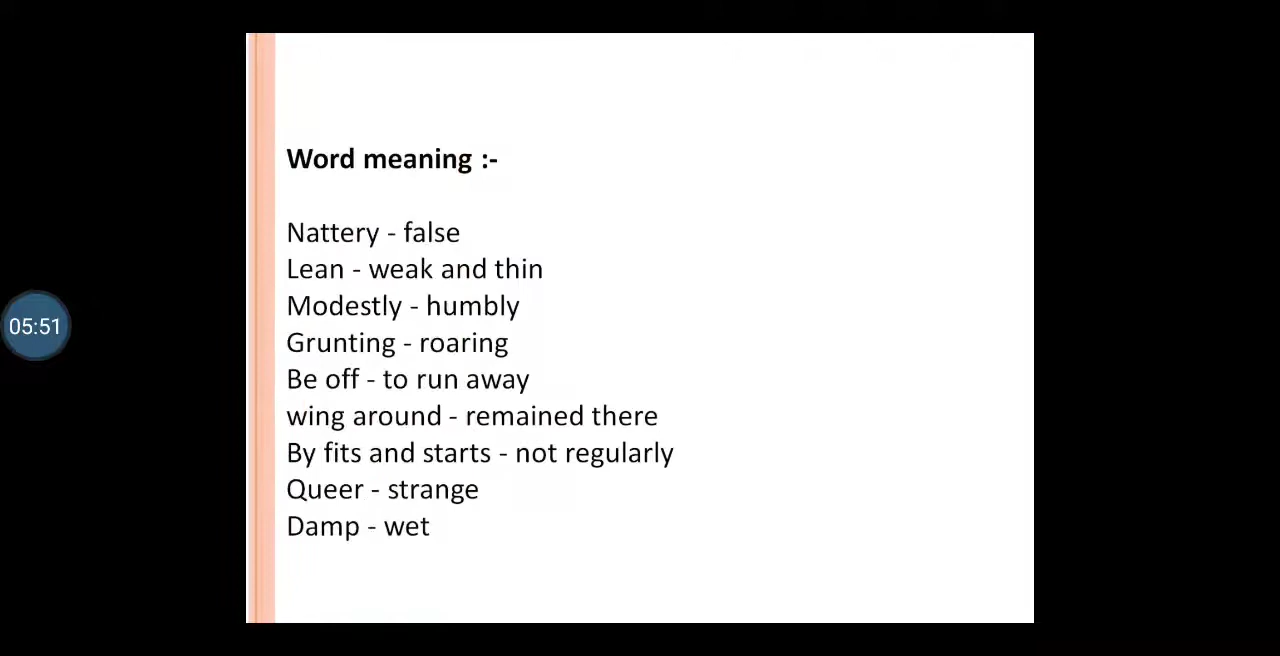 Word meaning :-
Nattery - false
Lean - weak and thin
Modestly - humbly
Grunting - roaring
Be off - to run away
wing around - remained there
By fits and starts - not regularly
Queer - strange
Damp - wet
05:51